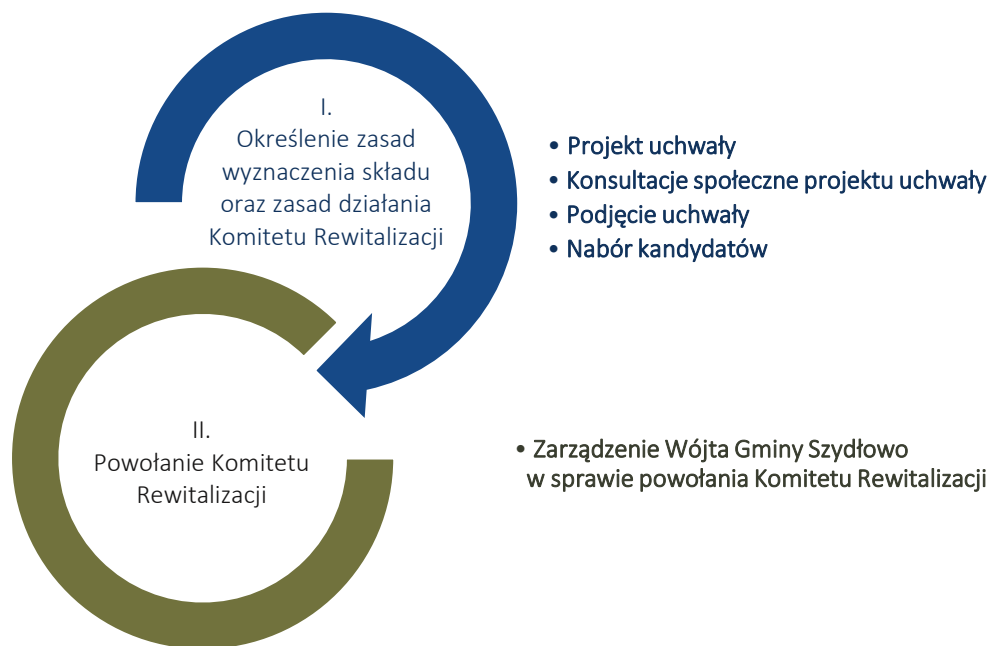 I.
Określenie zasad
wyznaczenia składu
oraz zasad działania
Komitetu Rewitalizacji
• Projekt uchwały
• Konsultacje społeczne projektu uchwały
• Podjęcie uchwały
• Nabór kandydatów
II.
Powołanie Komitetu
Rewitalizacji
• Zarządzenie Wójta Gminy Szydłowo
w sprawie powołania Komitetu Rewitalizacji